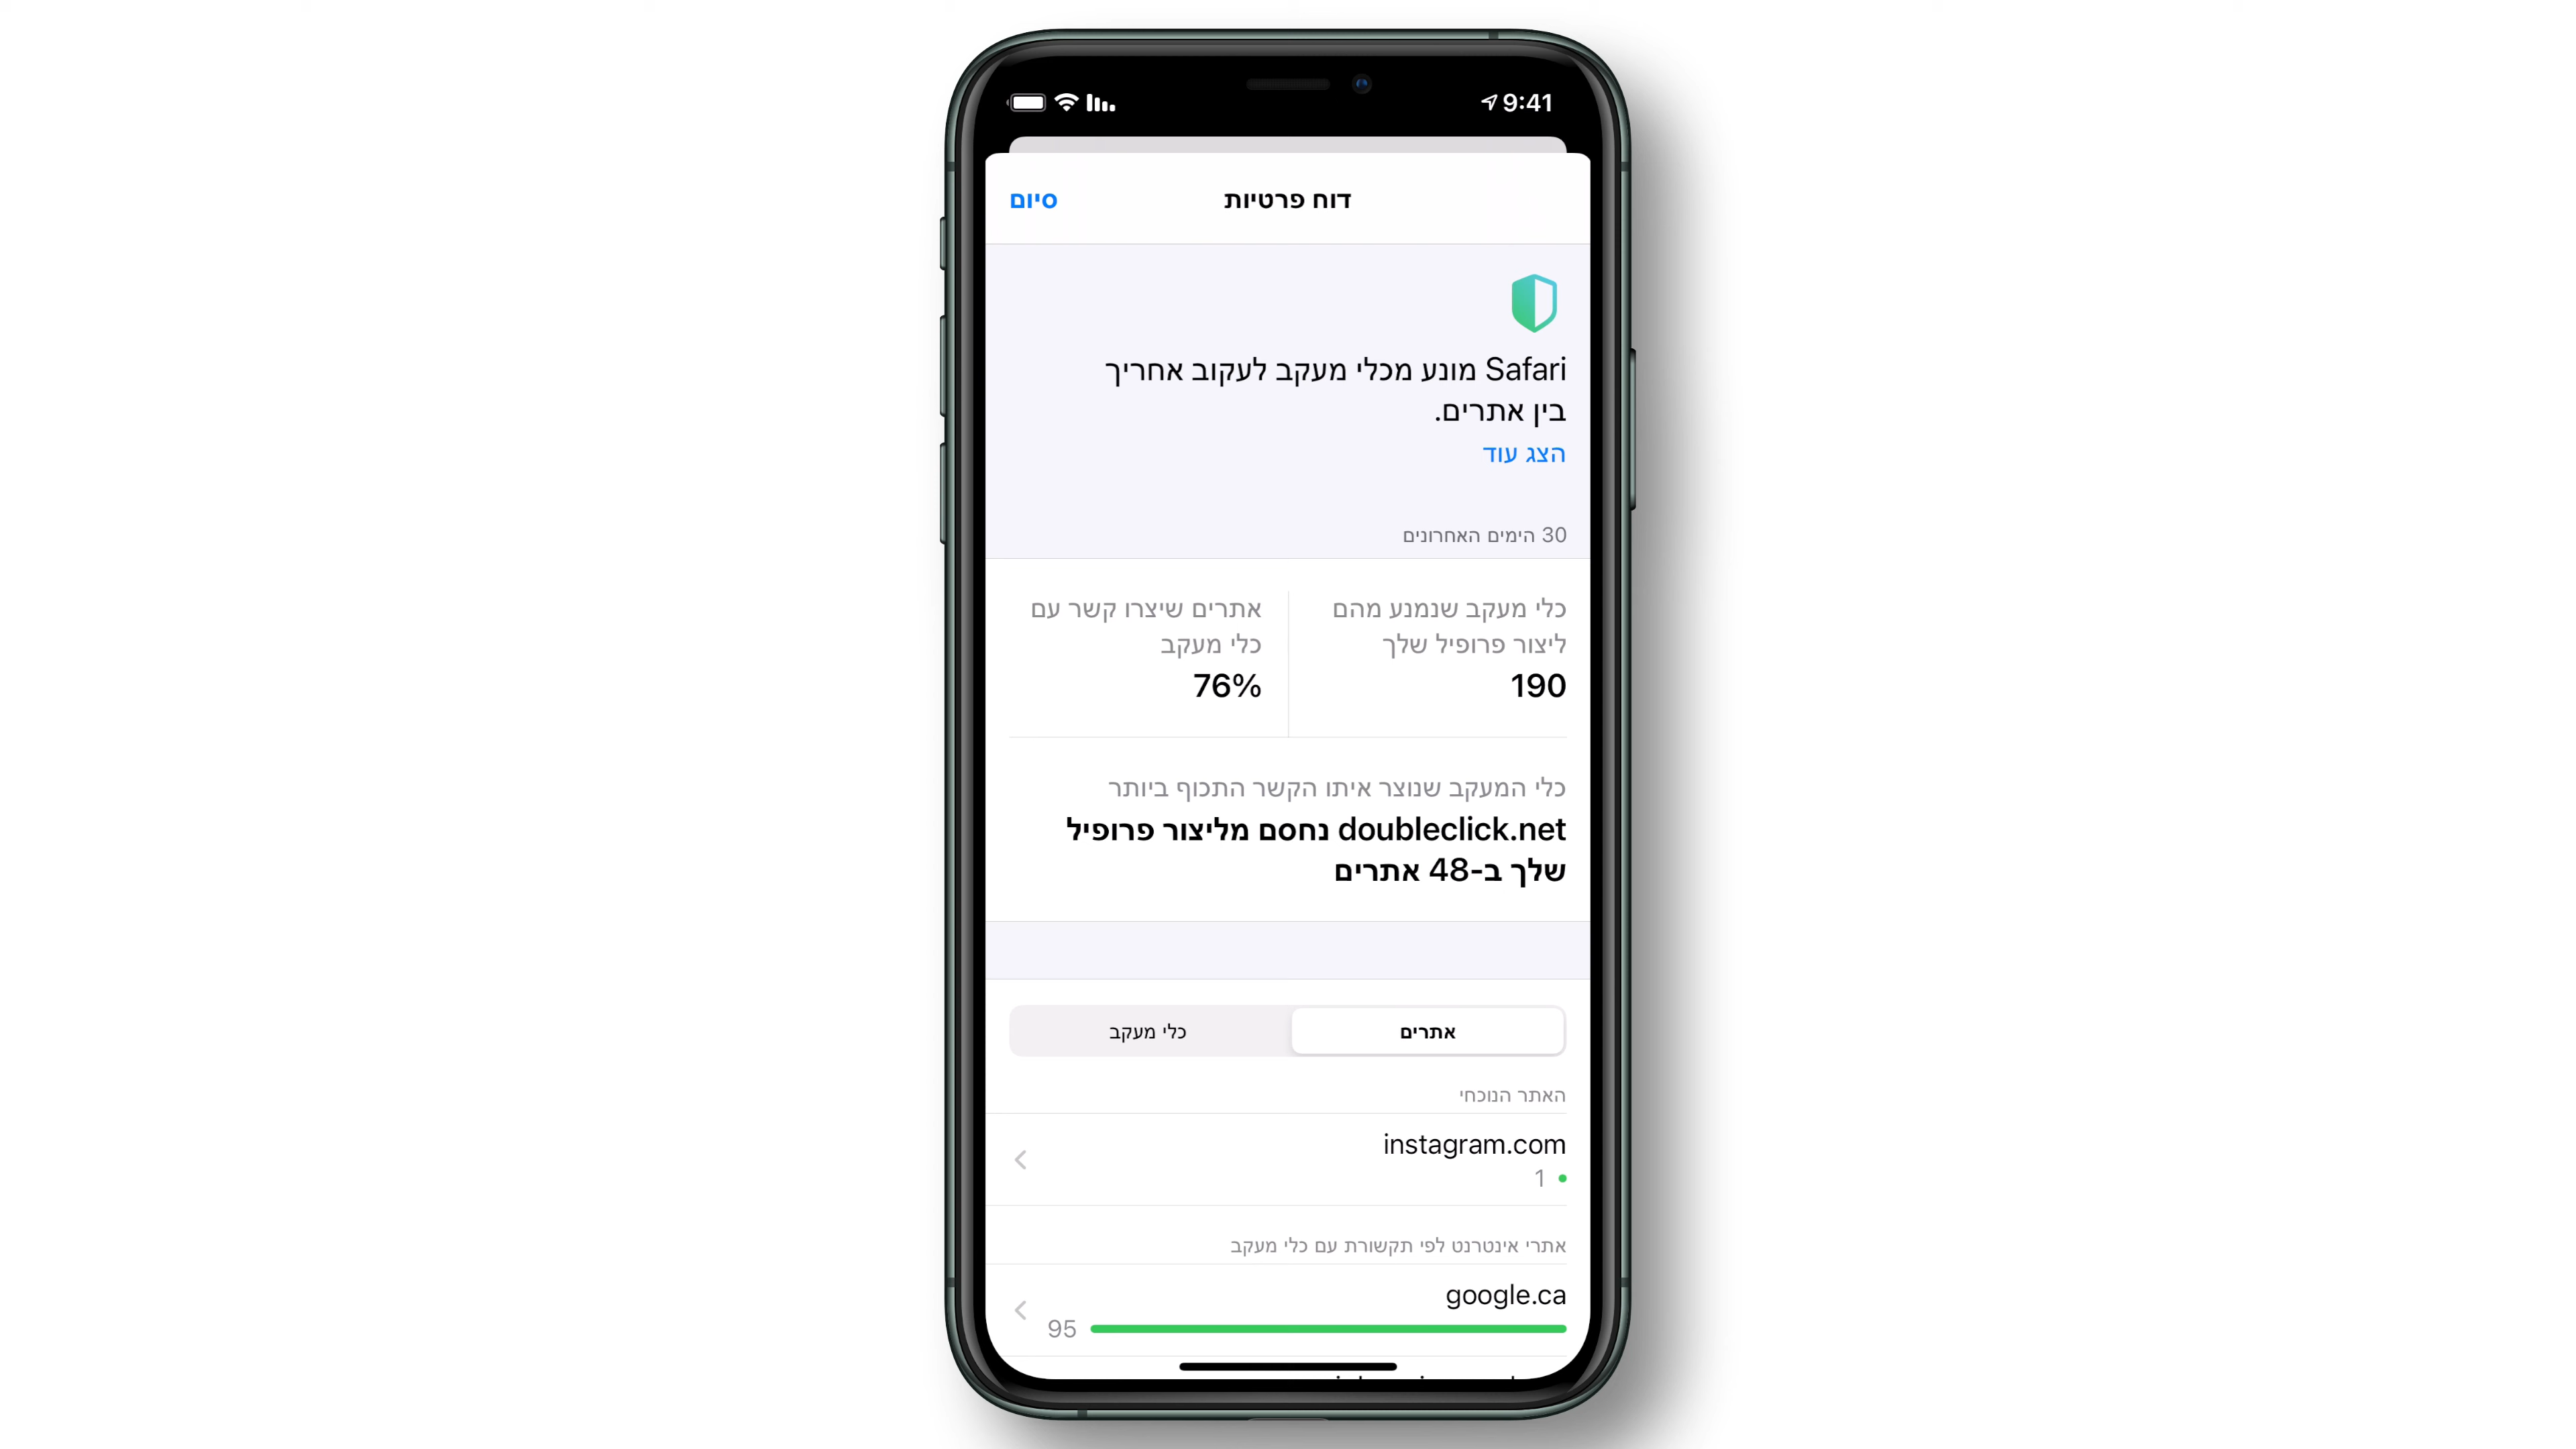 9:41
דוח פרטיות
סיום
Safari מונע מכלי מעקב לעקוב אחריך
בין אתרים.
הצג עוד
30 הימים האחרונים
כלי מעקב שנמנע מהם
ליצור פרופיל שלך
190
אתרים שיצרו קשר עם
כלי מעקב
76%
כלי המעקב שנוצר איתו הקשר התכוף ביותר
doubleclick.net נחסם מליצור פרופיל
שלך ב-48 אתרים
אתרים
כלי מעקב
האתר הנוכחי
instagram.com
1
אתרי אינטרנט לפי תקשורת עם כלי מעקב
google.ca
95